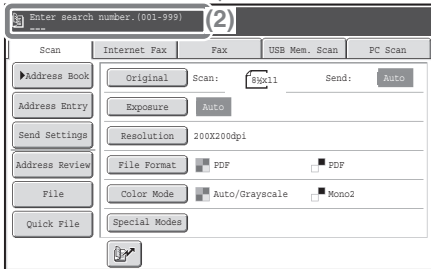 Enter search number.(001-999)
--- (2)
Scan Internet Fax Fax USB Mem. Scan PC Scan
Address Book Original Scan: 8½x11 Send: Auto
Address Entry Exposure Auto
Send Settings Resolution 200X200dpi
Address Review File Format PDF PDF
File Color Mode Auto/Grayscale Mono2
Quick File Special Modes